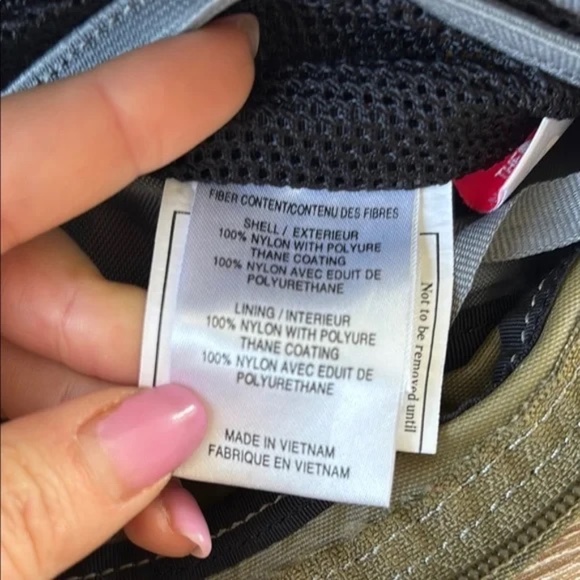 THE
FIBER CONTENT/CONTENU DES FIBRES
SHELL / EXTERIEUR
100% NYLON WITH POLYURE
THANE COATING
100% NYLON AVEC EDUIT DE
POLYURETHANE
LINING / INTERIEUR
100% NYLON WITH POLYURE
THANE COATING
100% NYLON AVEC EDUIT DE
POLYURETHANE
MADE IN VIETNAM
FABRIQUE EN VIETNAM
Not to be removed until